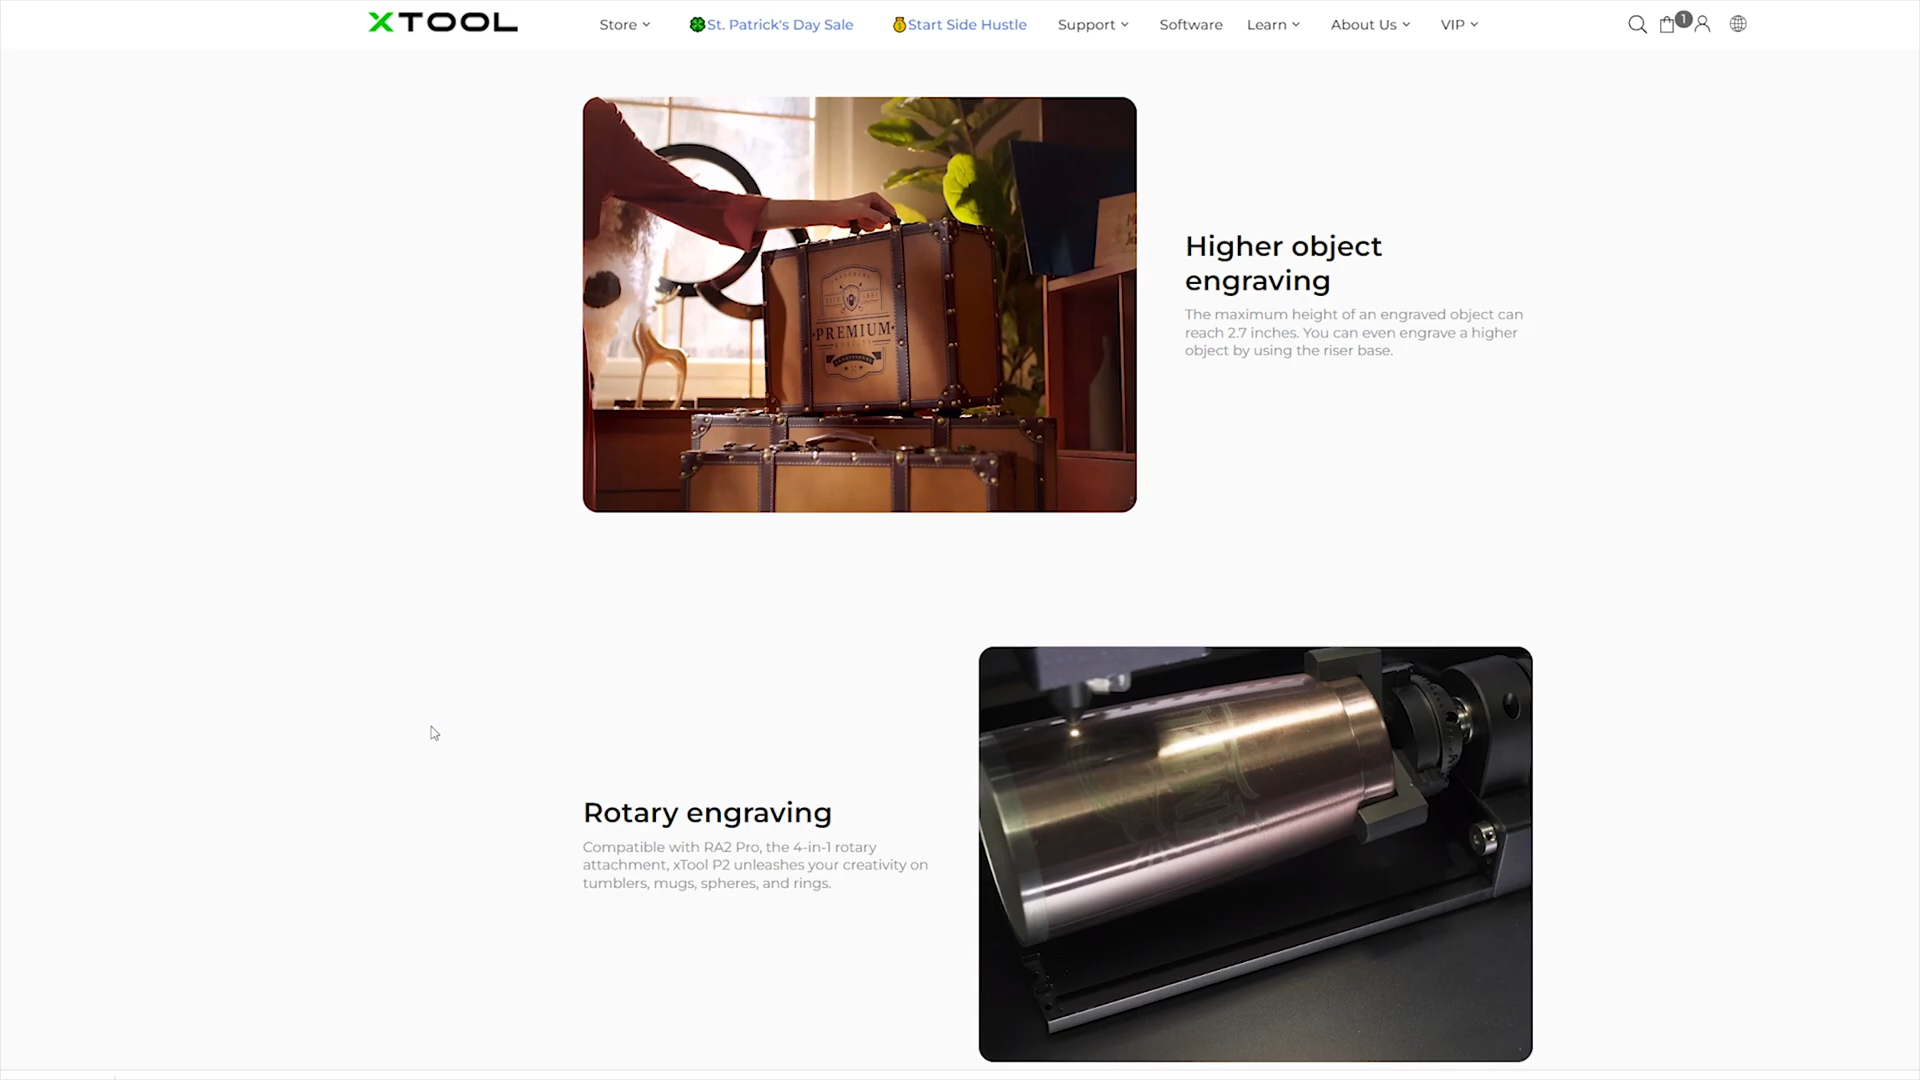 XTOOL
Store
St. Patrick's Day Sale
Start Side Hustle
Support
Software
Learn
About Us
VIP
1
PREMIUM
Higher object
engraving
The maximum height of an engraved object can
reach 2.7 inches. You can even engrave a higher
object by using the riser base.
Rotary engraving
Compatible with RA2 Pro, the 4-in-1 rotary
attachment, xTool P2 unleashes your creativity on
tumblers, mugs, spheres, and rings.